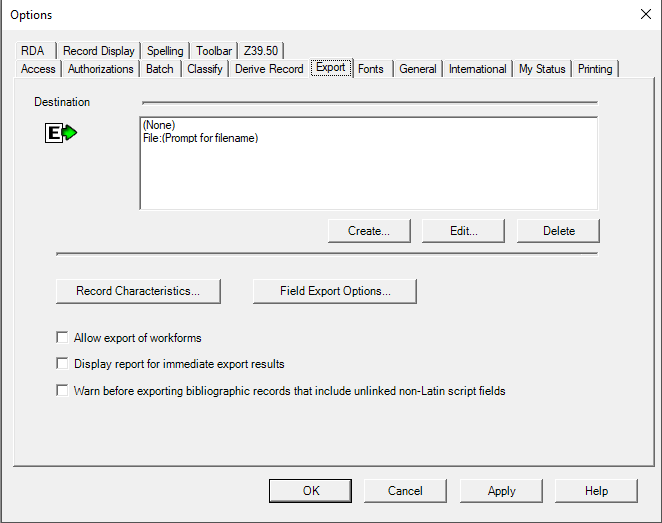 Options
RDA Record Display Spelling Toolbar Z39.50
Access Authorizations Batch Classify Derive Record Export Fonts General International My Status Printing
Destination
E
(None)
File:(Prompt for filename)
Create... Edit... Delete
Record Characteristics... Field Export Options...
Allow export of workforms
Display report for immediate export results
Warn before exporting bibliographic records that include unlinked non-Latin script fields
OK Cancel Apply Help